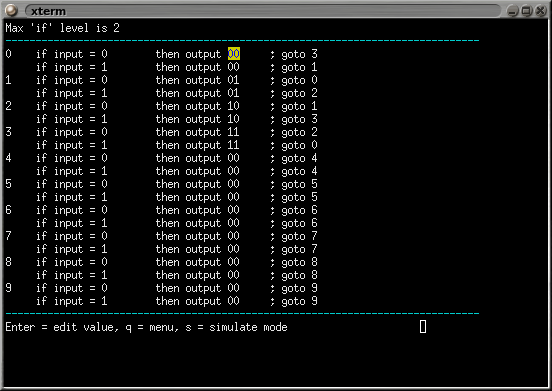 xterm
Max 'if' level is 2
0 if input = 0 then output 00 ; goto 3
if input = 1 then output 00 ; goto 1
1 if input = 0 then output 01 ; goto 0
if input = 1 then output 01 ; goto 2
2 if input = 0 then output 10 ; goto 1
if input = 1 then output 10 ; goto 3
3 if input = 0 then output 11 ; goto 2
if input = 1 then output 11 ; goto 0
4 if input = 0 then output 00 ; goto 4
if input = 1 then output 00 ; goto 4
5 if input = 0 then output 00 ; goto 5
if input = 1 then output 00 ; goto 5
6 if input = 0 then output 00 ; goto 6
if input = 1 then output 00 ; goto 6
7 if input = 0 then output 00 ; goto 7
if input = 1 then output 00 ; goto 7
8 if input = 0 then output 00 ; goto 8
if input = 1 then output 00 ; goto 8
9 if input = 0 then output 00 ; goto 9
if input = 1 then output 00 ; goto 9
Enter = edit value, q = menu, s = simulate mode